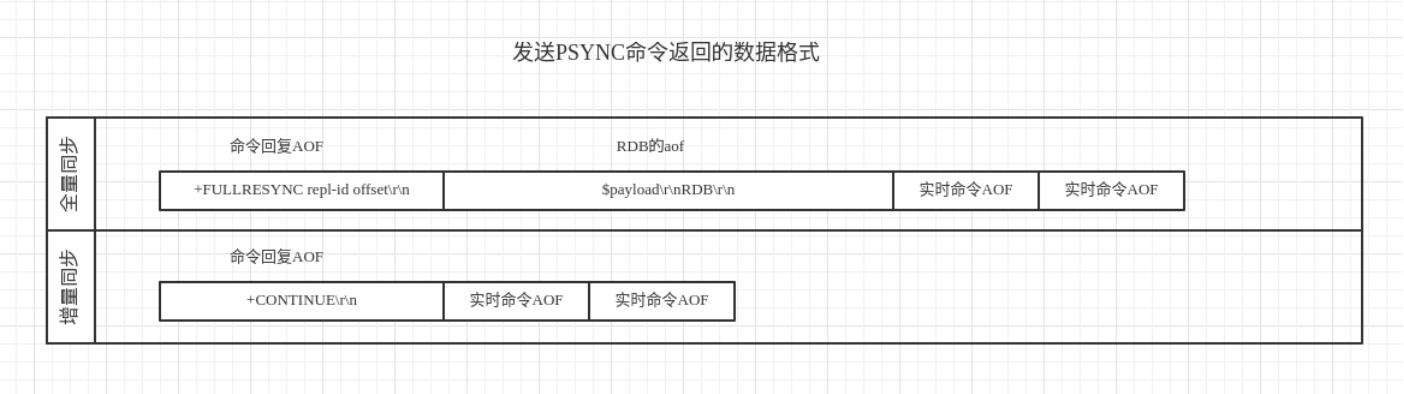 发送PSYNC命令返回的数据格式
全量同步
命令回复AOF
RDB的aof
+FULLRESYNC repl-id offset\r\n
$payload\r\nRDB\r\n
实时命令AOF
实时命令AOF
增量同步
命令回复AOF
+CONTINUE\r\n
实时命令AOF
实时命令AOF